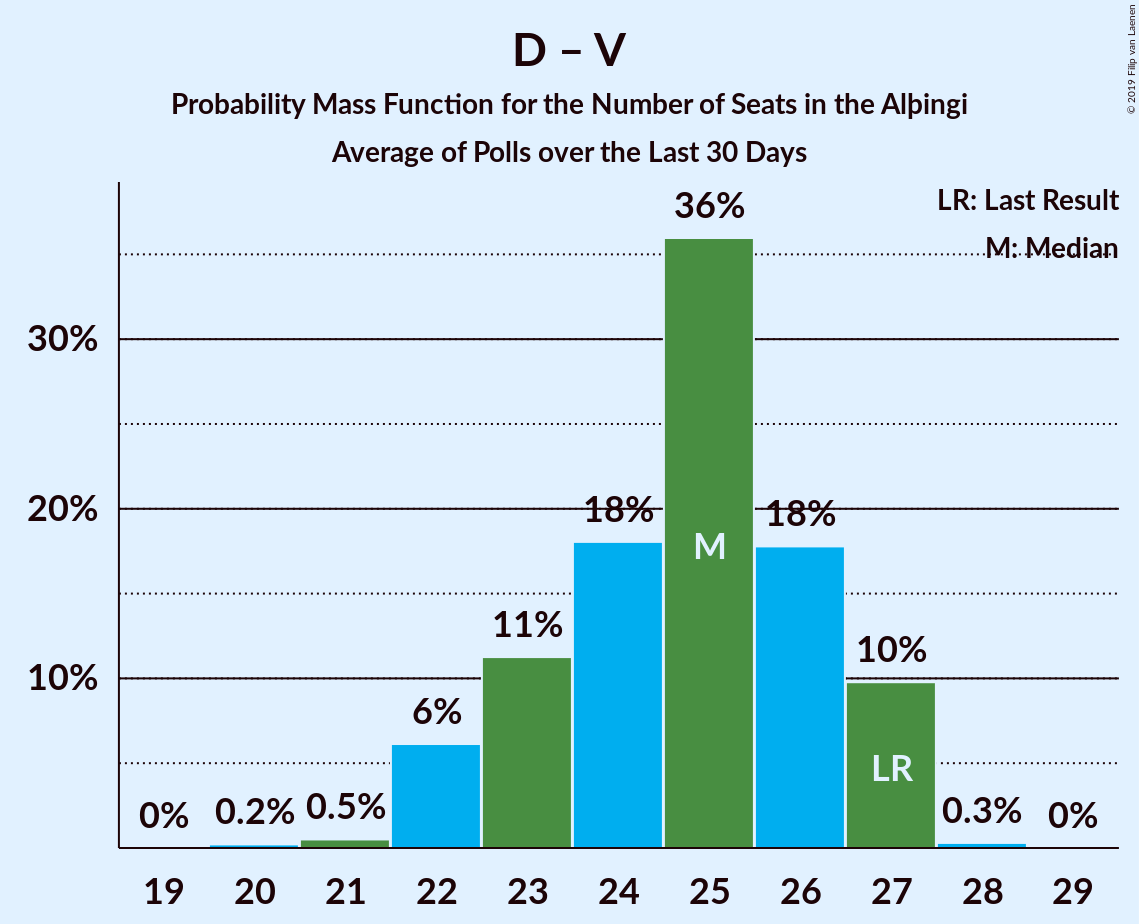 D – V
Probability Mass Function for the Number of Seats in the Alþingi
Average of Polls over the Last 30 Days
© 2019 Filip van Laenen
LR: Last Result
M: Median
36%
30%
20%
18%
18%
M
11%
10%
10%
6%
LR
0%
0.2%
0.5%
0.3%
0%
19 20 21 22 23 24 25 26 27 28 29